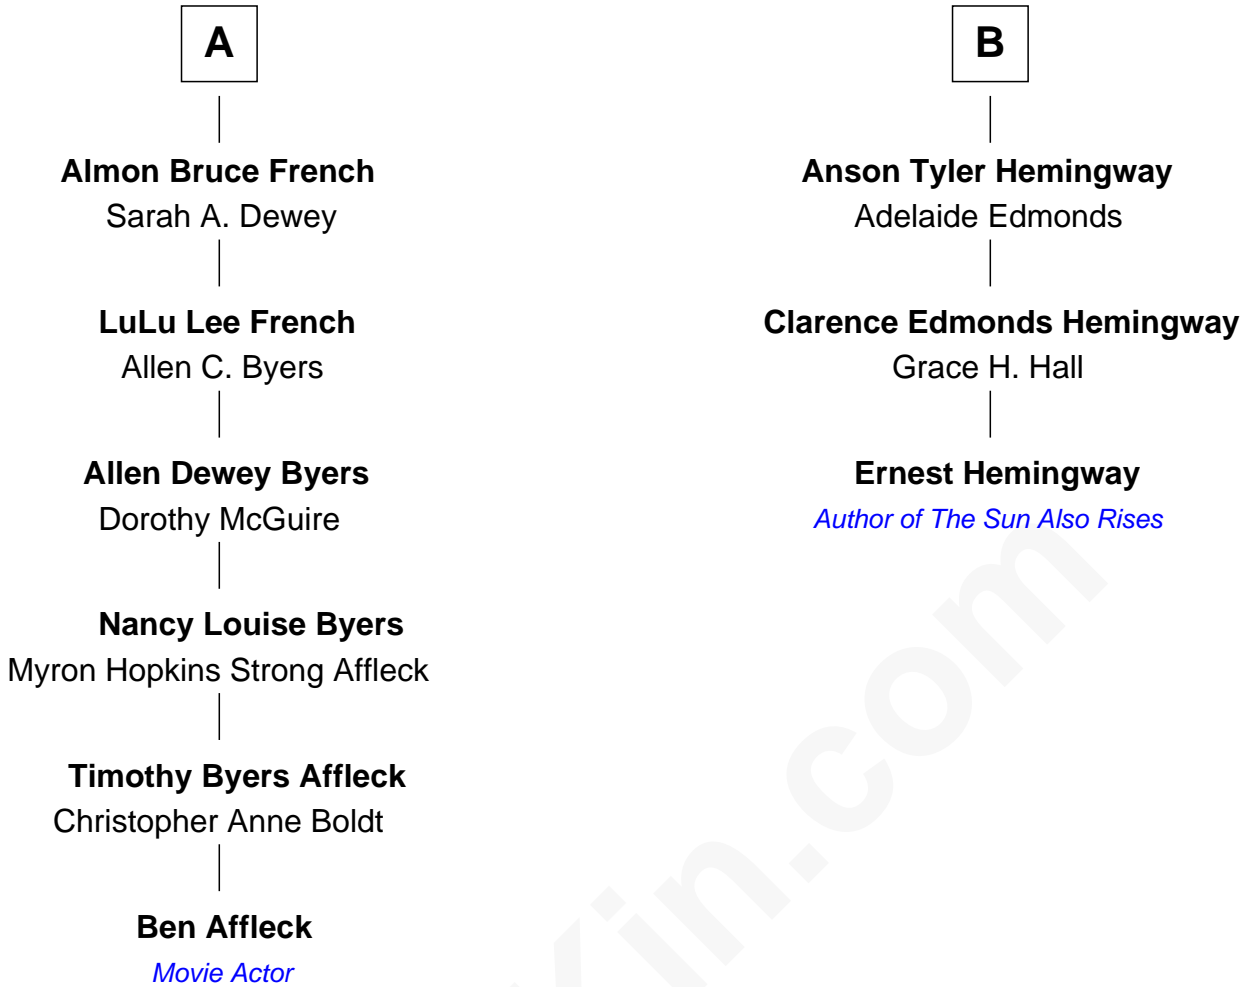 A
Almon Bruce French
Sarah A. Dewey
LuLu Lee French
Allen C. Byers
Allen Dewey Byers
Dorothy McGuire
Nancy Louise Byers
Myron Hopkins Strong Affleck
Timothy Byers Affleck
Christopher Anne Boldt
Ben Affleck
Movie Actor
B
Anson Tyler Hemingway
Adelaide Edmonds
Clarence Edmonds Hemingway
Grace H. Hall
Ernest Hemingway
Author of The Sun Also Rises
Kin.com